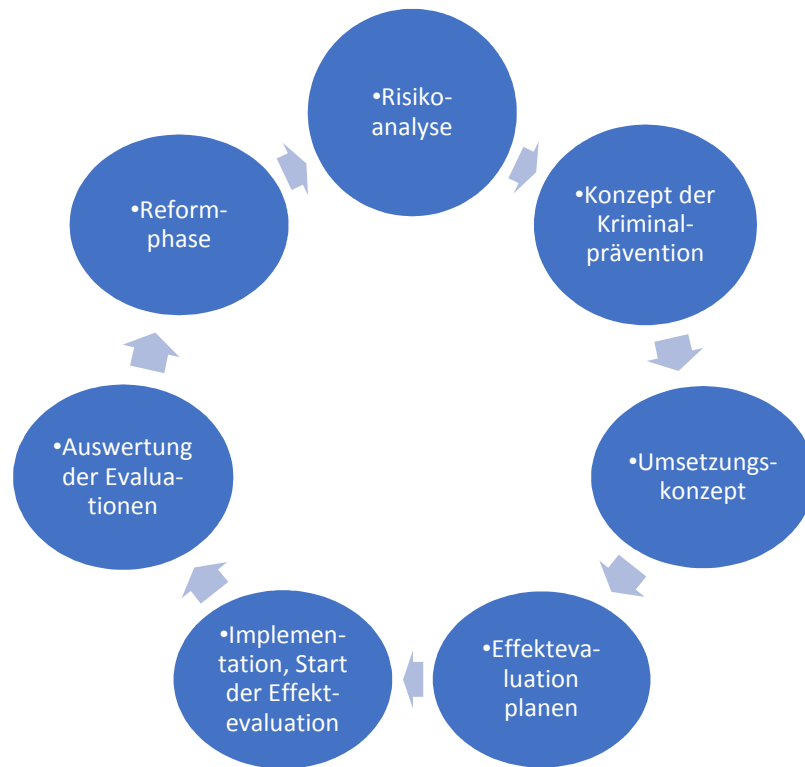 •Risiko-
analyse
•Konzept der
Kriminal-
prävention
•Umsetzungs-
konzept
•Effekteva-
luation
planen
•Implemen-
tation, Start
der Effekt-
evaluation
•Auswertung
der Evalua-
tionen
•Reform-
phase